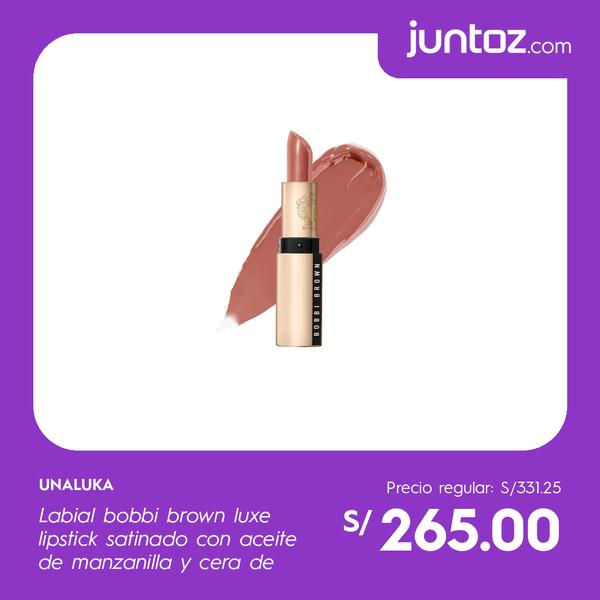 juntoz.com
BOBBI BROWN
UNALUKA
Labial bobbi brown luxe
lipstick satinado con aceite
de manzanilla y cera de
Precio regular: S/331.25
S/ 265.00